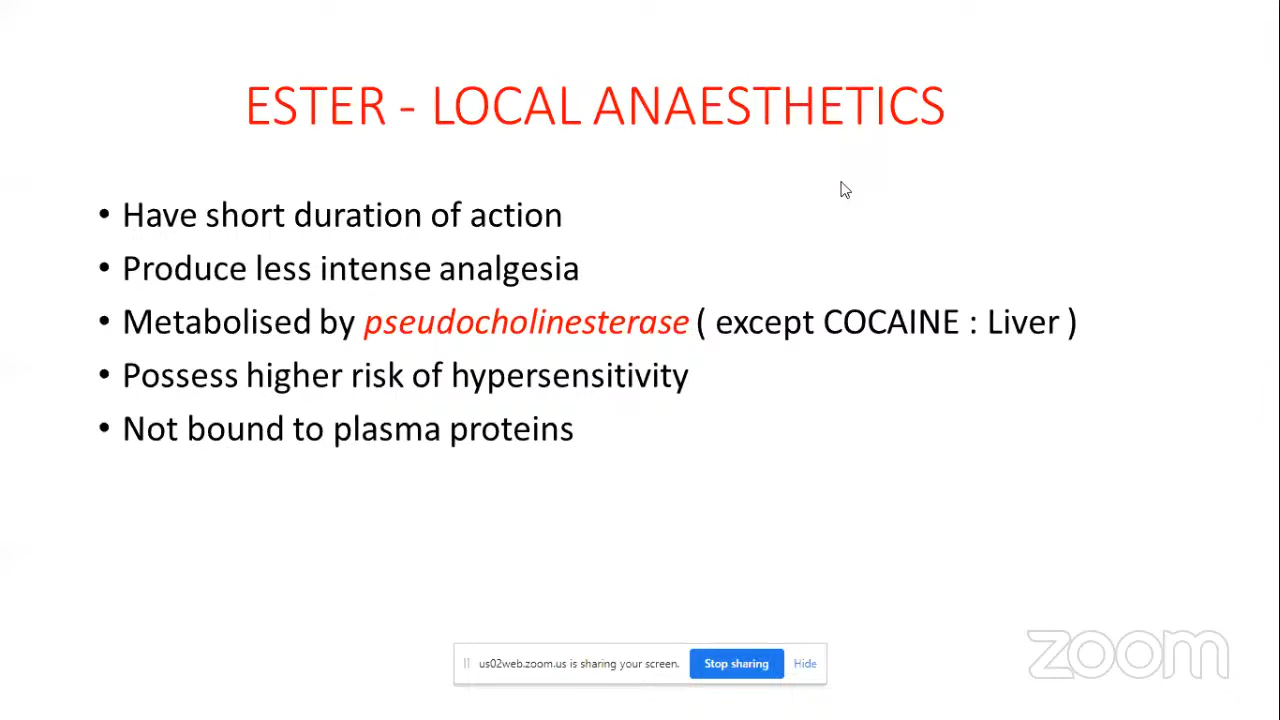 ESTER - LOCAL ANAESTHETICS
• Have short duration of action
• Produce less intense analgesia
• Metabolised by pseudocholinesterase ( except COCAINE : Liver )
• Possess higher risk of hypersensitivity
• Not bound to plasma proteins
us02web.zoom.us is sharing your screen. Stop sharing Hide
zoom